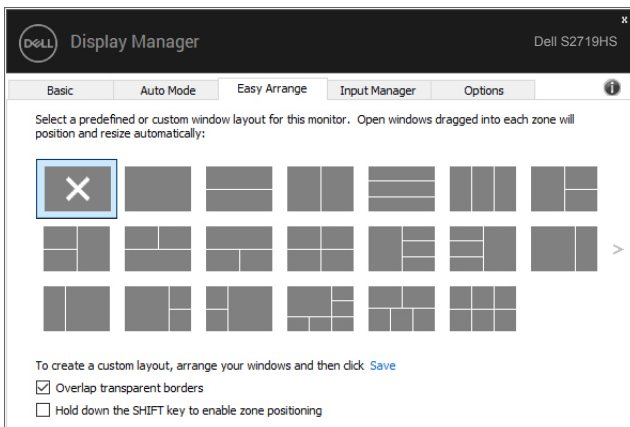 x
DELL
Display Manager
Dell S2719HS
Basic
Auto Mode
Easy Arrange
Input Manager
Options
i
Select a predefined or custom window layout for this monitor. Open windows dragged into each zone will
position and resize automatically:
>
To create a custom layout, arrange your windows and then click Save
Overlap transparent borders
Hold down the SHIFT key to enable zone positioning